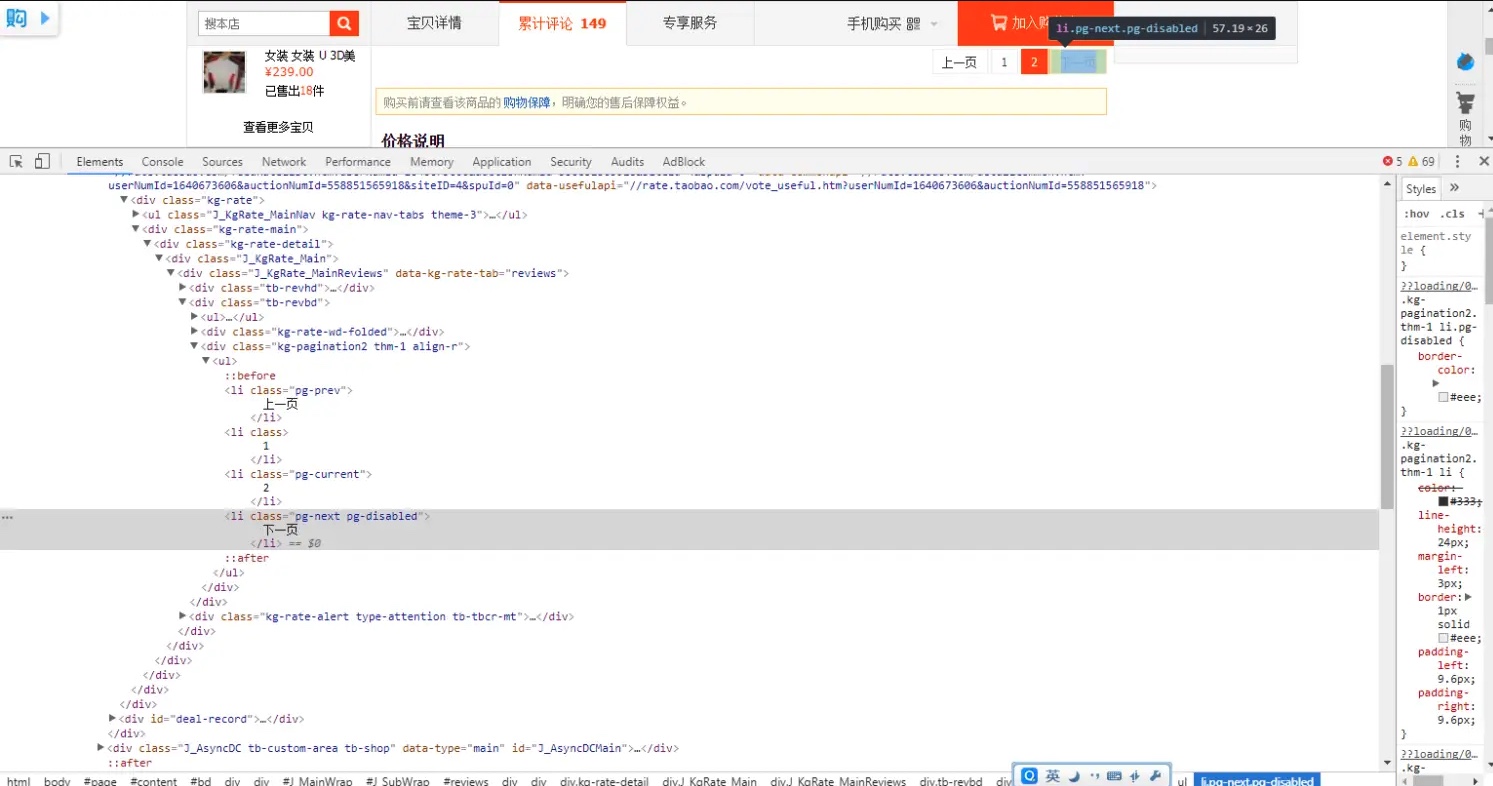 购
搜本店
宝贝详情
累计评论 149
专享服务
手机购买
加入购
li.pg-next.pg-disabled | 57.19 × 26
女装 女装 U 3D美
¥239.00
已售出18件
查看更多宝贝
上一页 1 2
购买前请查看该商品的 购物保障，明确您的售后保障权益。
价格说明
购
物
Elements Console Sources Network Performance Memory Application Security Audits AdBlock
5 69
userNumId=1640673606&auctionNumId=558851565918&siteID=4&spuId=0" data-usefulapi="//rate.taobao.com/vote_useful.htm?userNumId=1640673606&auctionNumId=558851565918">
<div class="kg-rate">
<ul class="J_KgRate_MainNav kg-rate-nav-tabs theme-3">…</ul>
<div class="kg-rate-main">
<div class="kg-rate-detail">
<div class="J_KgRate_Main">
<div class="J_KgRate_MainReviews" data-kg-rate-tab="reviews">
<div class="tb-revhd">…</div>
<div class="tb-revbd">
<ul>…</ul>
<div class="kg-rate-wd-folded">…</div>
<div class="kg-pagination2 thm-1 align-r">
<ul>
::before
<li class="pg-prev">
上一页
</li>
<li class>
1
</li>
<li class="pg-current">
2
</li>
<li class="pg-next pg-disabled">
下一页
</li> == $0
::after
</ul>
</div>
</div>
<div class="kg-rate-alert type-attention tb-tbcr-mt">…</div>
</div>
</div>
</div>
</div>
</div>
</div>
<div id="deal-record">…</div>
</div>
<div class="J_AsyncDC tb-custom-area tb-shop" data-type="main" id="J_AsyncDCMain">…</div>
::after
Styles »
:hov .cls +
element.sty
le {
}
??loading/0…
.kg-
pagination2.
thm-1 li.pg-
disabled {
border-
color:
#eee;
}
??loading/0…
.kg-
pagination2.
thm-1 li {
color:
#333;
line-
height:
24px;
margin-
left:
3px;
border:
1px
solid
#eee;
padding-
left:
9.6px;
padding-
right:
9.6px;
}
??loading/0…
.kg-
html body #page #content #bd div div #J_MainWrap #J_SubWrap #reviews div div div.kg-rate-detail div.J_KgRate_Main div.J_KgRate_MainReviews div.tb-revbd div ul li.pg-next.pg-disabled
英